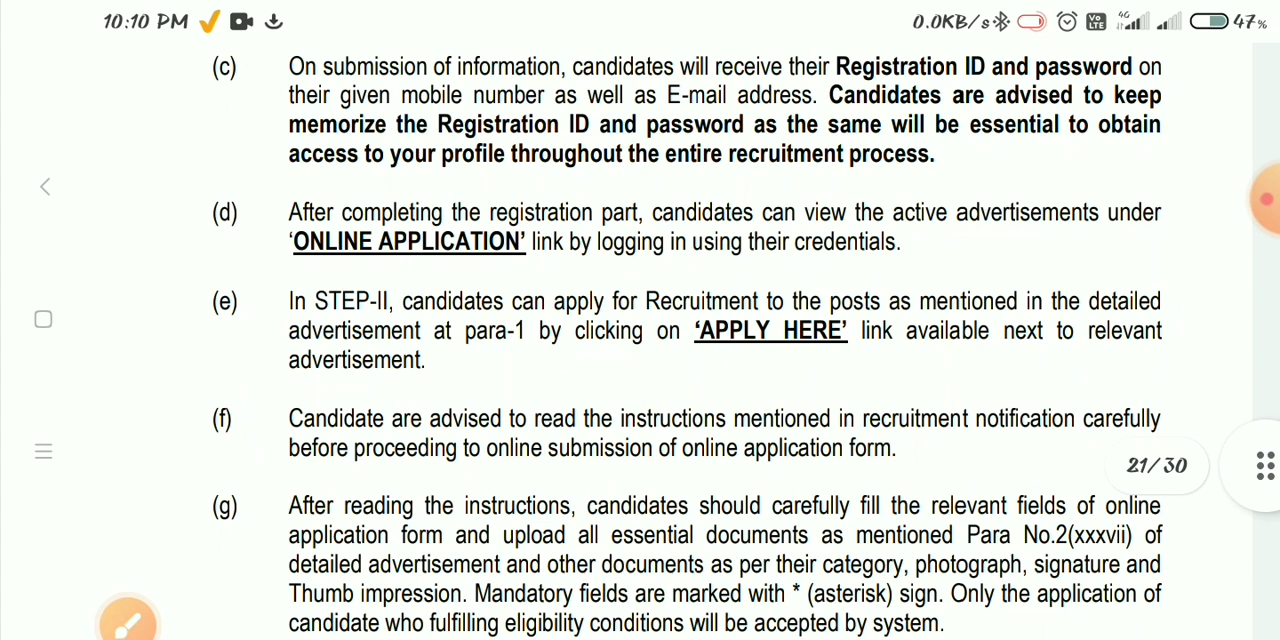 10:10 PM 0.0KB/s Vo LTE 4G 47%
(c) On submission of information, candidates will receive their Registration ID and password on
their given mobile number as well as E-mail address. Candidates are advised to keep
memorize the Registration ID and password as the same will be essential to obtain
access to your profile throughout the entire recruitment process.
(d) After completing the registration part, candidates can view the active advertisements under
‘ONLINE APPLICATION’ link by logging in using their credentials.
(e) In STEP-II, candidates can apply for Recruitment to the posts as mentioned in the detailed
advertisement at para-1 by clicking on ‘APPLY HERE’ link available next to relevant
advertisement.
(f) Candidate are advised to read the instructions mentioned in recruitment notification carefully
before proceeding to online submission of online application form.
21/30
(g) After reading the instructions, candidates should carefully fill the relevant fields of online
application form and upload all essential documents as mentioned Para No.2(xxxvii) of
detailed advertisement and other documents as per their category, photograph, signature and
Thumb impression. Mandatory fields are marked with * (asterisk) sign. Only the application of
candidate who fulfilling eligibility conditions will be accepted by system.